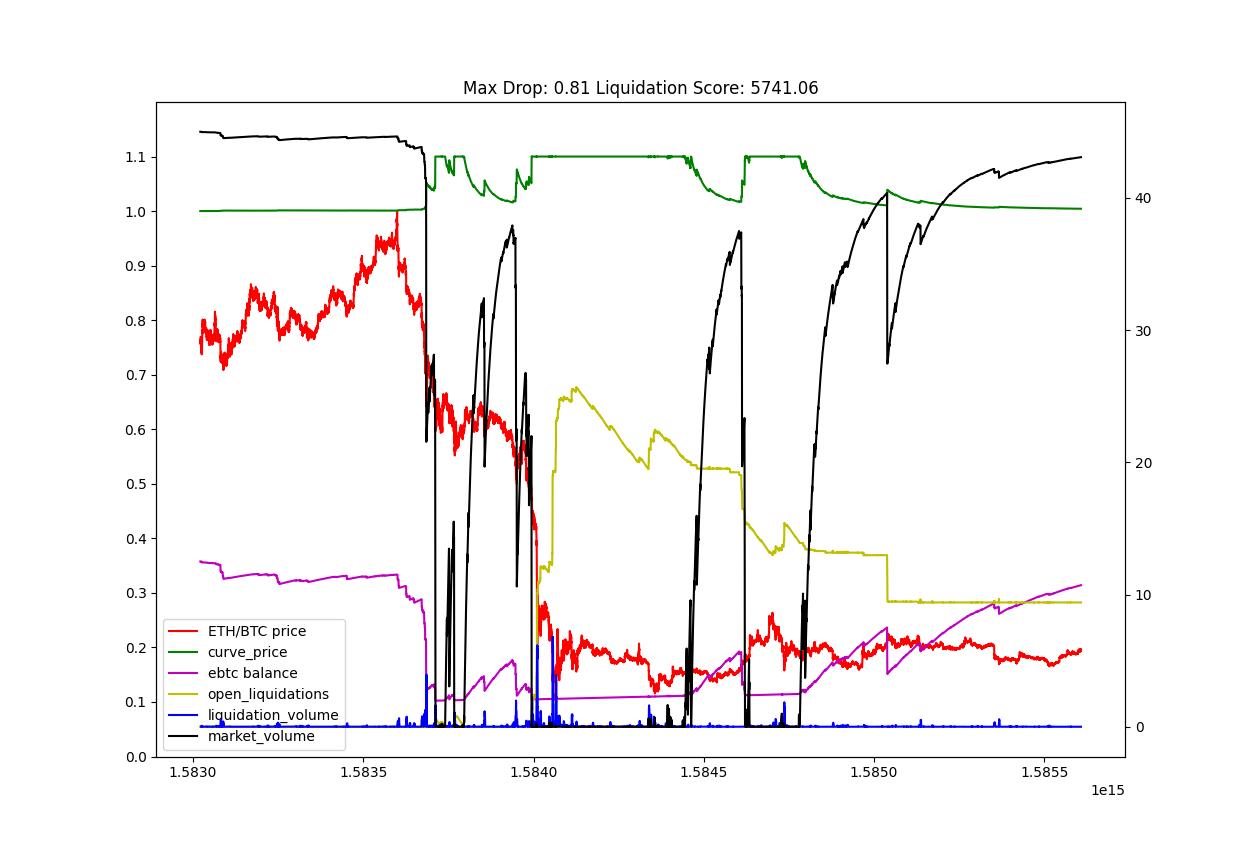 Max Drop: 0.81 Liquidation Score: 5741.06
1.1
1.0
0.9
0.8
0.7
0.6
0.5
0.4
0.3
0.2
0.1
0.0
40
30
20
10
0
ETH/BTC price
curve_price
ebtc balance
open_liquidations
liquidation_volume
market_volume
1.5830 1.5835 1.5840 1.5845 1.5850 1.5855
1e15